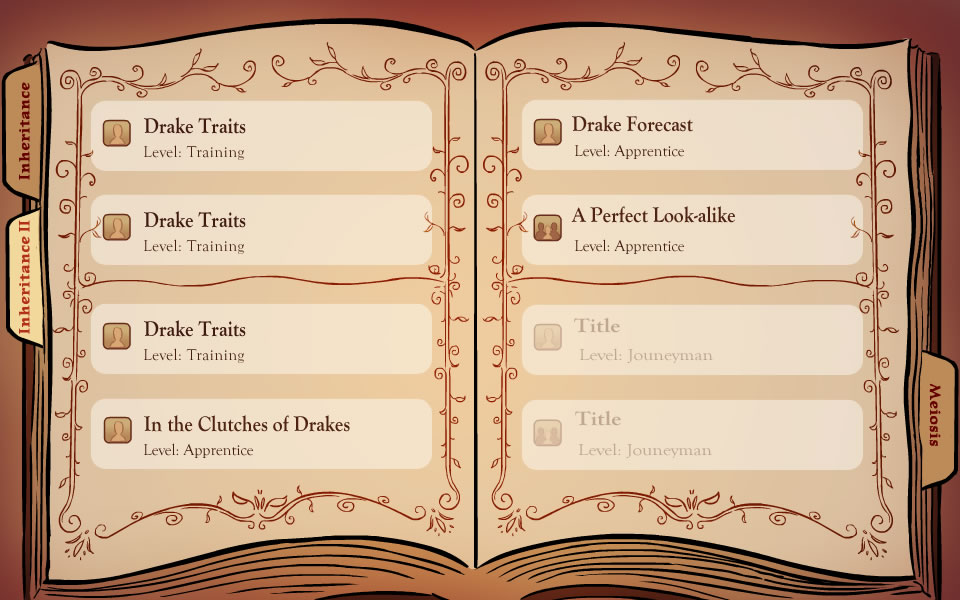 Inheritance
Inheritance II
Drake Traits
Level: Training
Drake Traits
Level: Training
Drake Traits
Level: Training
In the Clutches of Drakes
Level: Apprentice
Drake Forecast
Level: Apprentice
A Perfect Look-alike
Level: Apprentice
Title
Level: Jouneyman
Title
Level: Jouneyman
Meiosis